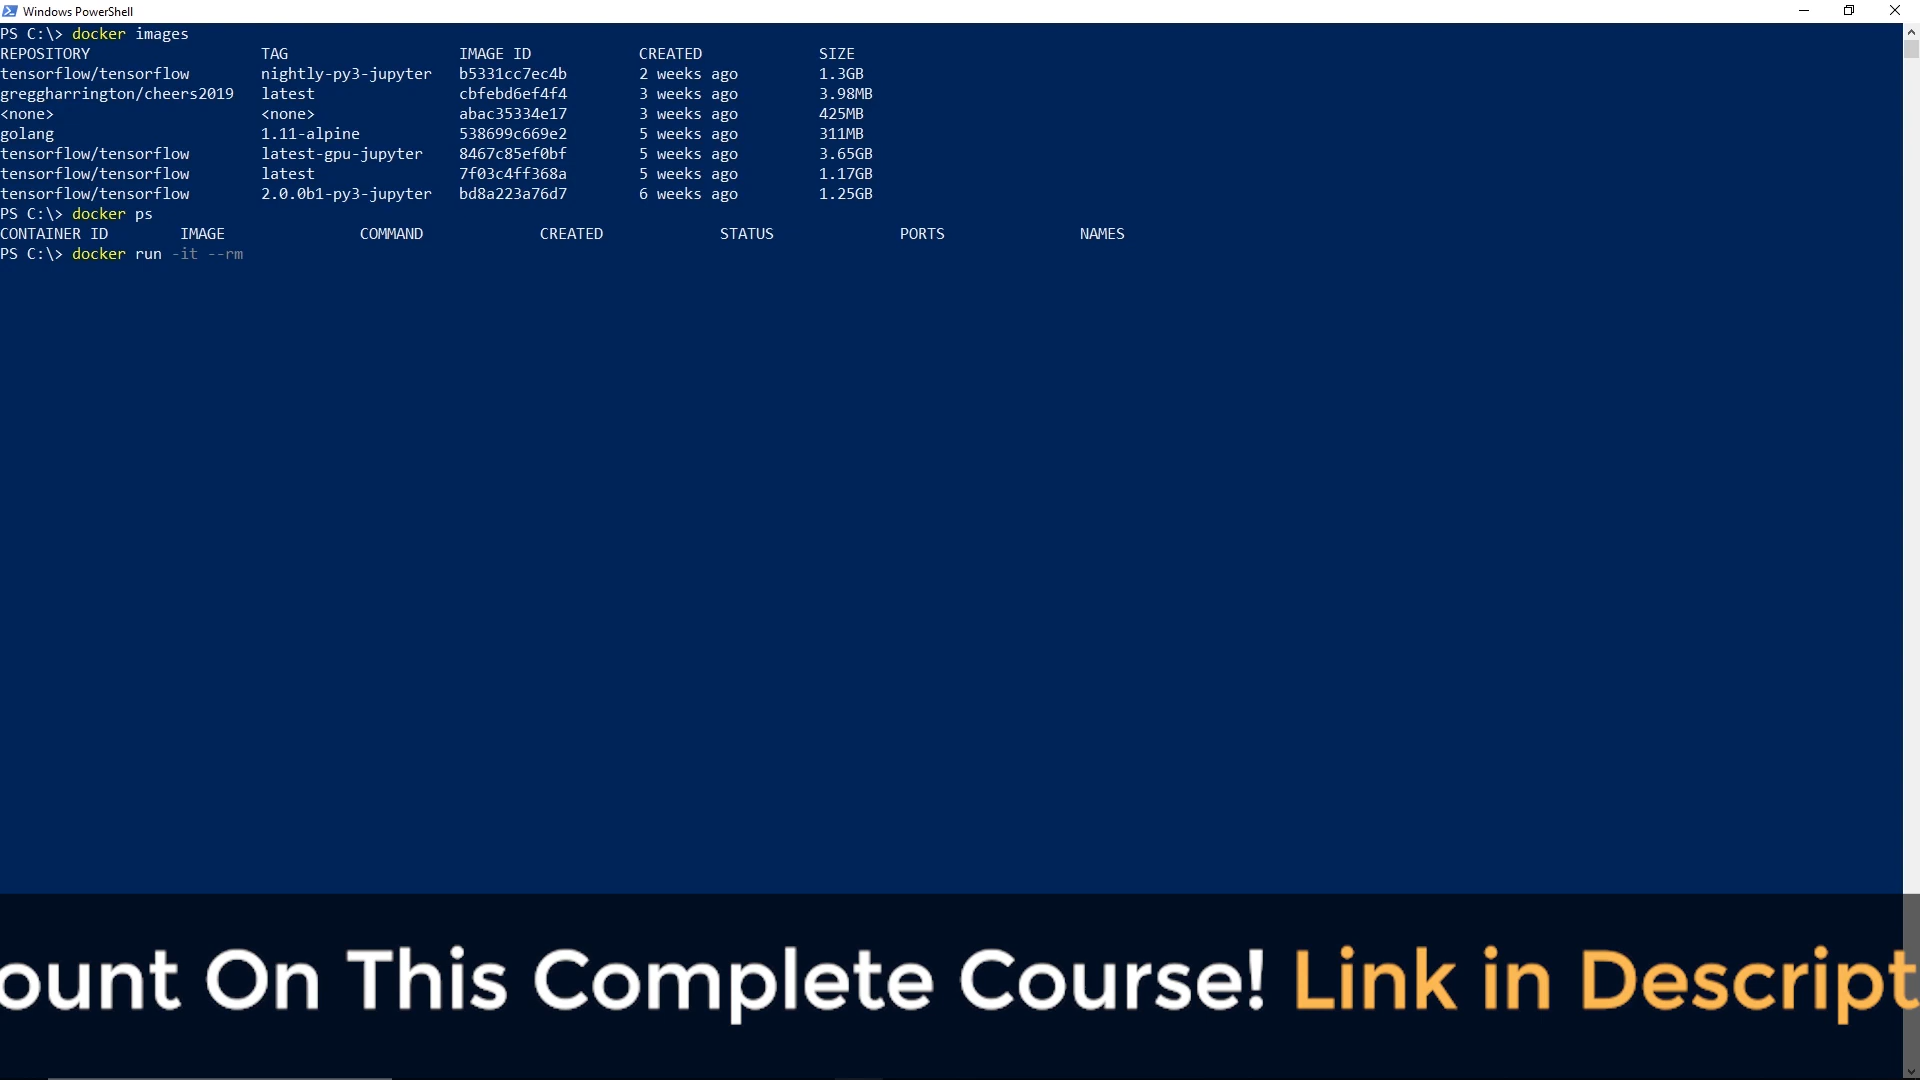 Windows PowerShell
PS C:\> docker images
REPOSITORY TAG IMAGE ID CREATED SIZE
tensorflow/tensorflow nightly-py3-jupyter b5331cc7ec4b 2 weeks ago 1.3GB
greggharrington/cheers2019 latest cbfebd6ef4f4 3 weeks ago 3.98MB
<none> <none> abac35334e17 3 weeks ago 425MB
golang 1.11-alpine 538699c669e2 5 weeks ago 311MB
tensorflow/tensorflow latest-gpu-jupyter 8467c85ef0bf 5 weeks ago 3.65GB
tensorflow/tensorflow latest 7f03c4ff368a 5 weeks ago 1.17GB
tensorflow/tensorflow 2.0.0b1-py3-jupyter bd8a223a76d7 6 weeks ago 1.25GB
PS C:\> docker ps
CONTAINER ID IMAGE COMMAND CREATED STATUS PORTS NAMES
PS C:\> docker run -it --rm
ount On This Complete Course! Link in Descript